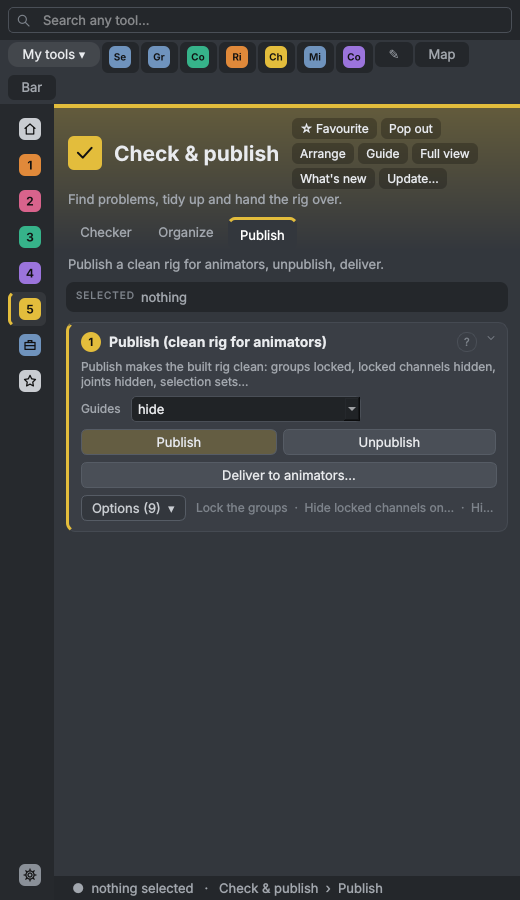 Search any tool...
My tools ▾ Se Gr Co Ri Ch Mi Co ✎ Map
Bar
☆ Favourite Pop out
1 Check & publish Arrange Guide Full view
What's new Update...
2 Find problems, tidy up and hand the rig over.
3 Checker Organize Publish
4 Publish a clean rig for animators, unpublish, deliver.
5 SELECTED nothing
1 Publish (clean rig for animators) ?
Publish makes the built rig clean: groups locked, locked channels hidden,
joints hidden, selection sets...
Guides hide
Publish Unpublish
Deliver to animators...
Options (9) ▾ Lock the groups · Hide locked channels on... · Hi...
nothing selected · Check & publish › Publish